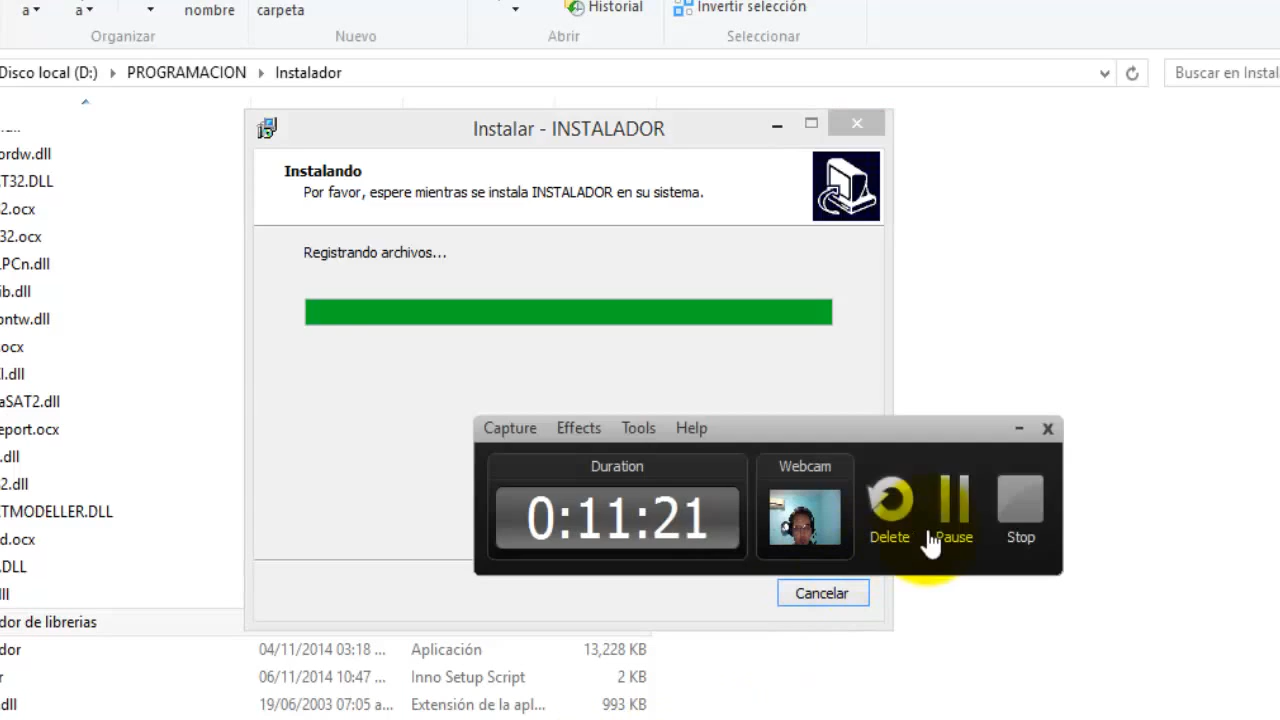 a a
nombre carpeta Historial Invertir selección
Organizar Nuevo Abrir Seleccionar
Disco local (D:) PROGRAMACION Instalador Buscar en Instal
Instalar - INSTALADOR
Instalando
Por favor, espere mientras se instala INSTALADOR en su sistema.
Registrando archivos...
ordw.dll
T32.DLL
2.ocx
32.ocx
PCn.dll
ib.dll
ontw.dll
.ocx
l.dll
aSAT2.dll
eport.ocx
.dll
2.dll
TMODELLER.DLL
d.ocx
.DLL
ll
Capture Effects Tools Help
Duration Webcam
0:11:21
Delete Pause Stop
Cancelar
dor de librerias
dor 04/11/2014 03:18 ... Aplicación 13,228 KB
r 06/11/2014 10:47 ... Inno Setup Script 2 KB
dll 19/06/2003 07:05 a... Extensión de la apl... 993 KB